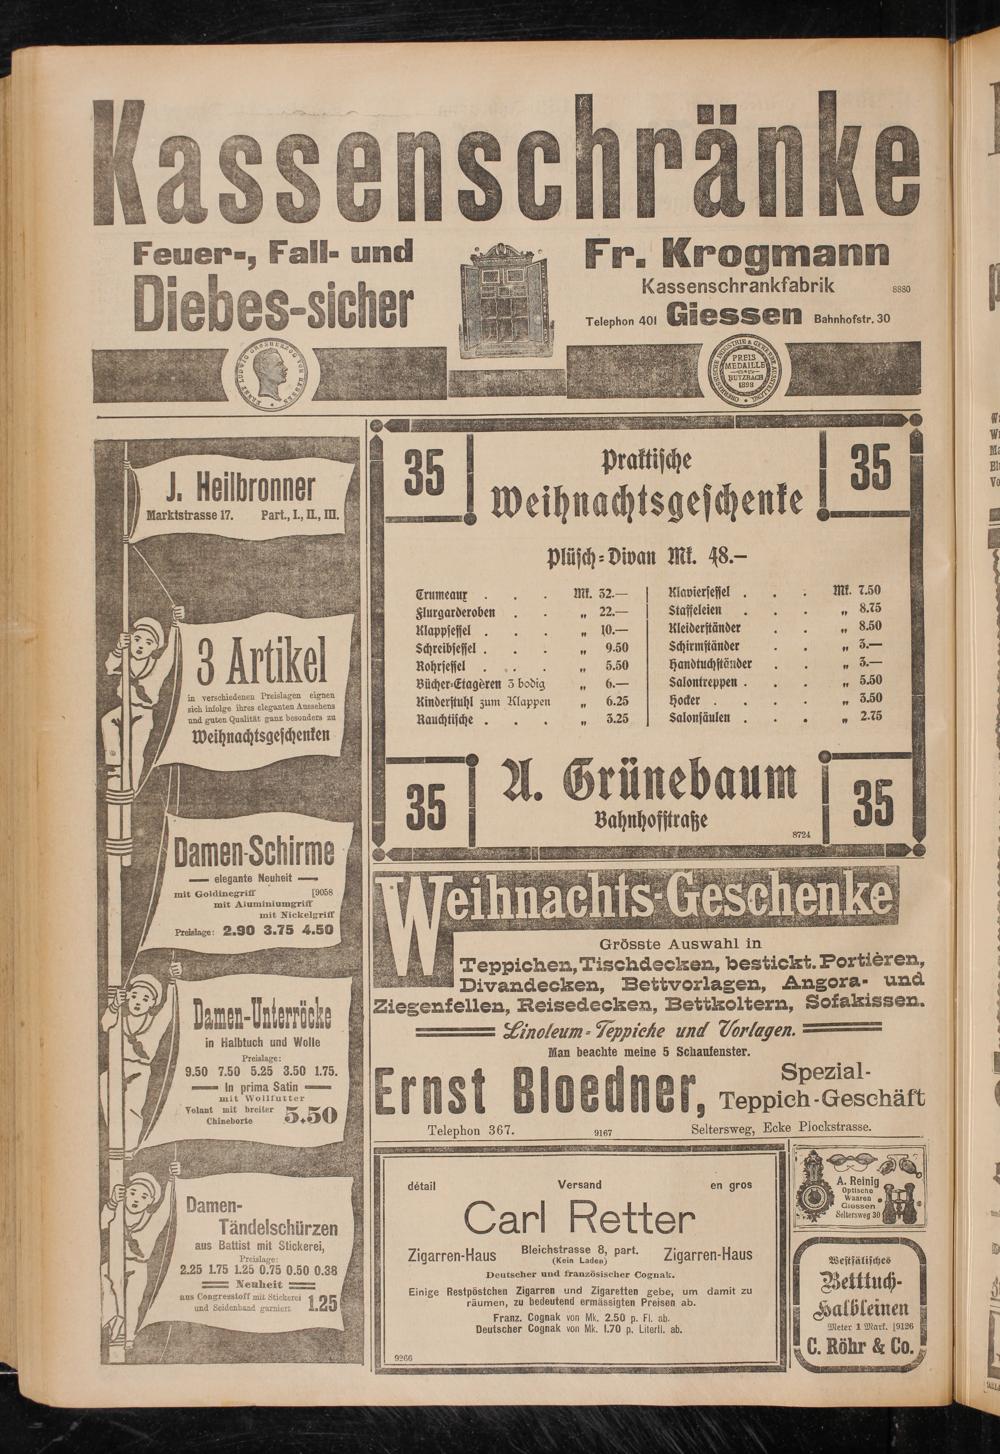 Kassenschränke
Feuer-, Fall- und
Diebes-sicher
Fr. Krogmann
Kassenschrankfabrik 8880
Telephon 401 Giessen Bahnhofstr. 30
ERNST LUDWIG GROSSHERZOG VON HESSEN
OBERHESSISCHE INDUSTRIE & GEWERBE AUSSTELLUNG
PREIS
MEDAILLE
BUTZBACH
1898
J. Heilbronner
Marktstrasse 17. Part., I., II., III.
3 Artikel
in verschiedenen Preislagen eignen
sich infolge ihres eleganten Aussehens
und guten Qualität ganz besonders zu
Weihnachtsgeschenken
Damen-Schirme
elegante Neuheit
mit Goldinegriff [9058
mit Aluminiumgriff
mit Nickelgriff
Preislage: 2.90 3.75 4.50
Damen-Unterröcke
in Halbtuch und Wolle
Preislage:
9.50 7.50 5.25 3.50 1.75.
In prima Satin
mit Wollfutter
Volant mit breiter
Chineborte 5.50
Damen-
Tändelschürzen
aus Battist mit Stickerei,
Preislage:
2.25 1.75 1.25 0.75 0.50 0.38
Neuheit
aus Congresstoff mit Stickerei
und Seidenband garniert 1.25
35 35
Praktische
Weihnachtsgeschenke
Plüsch-Divan Mk. 48.—
Trumeaux . . . Mk. 32.—
Flurgarderoben . . „ 22.—
Klappsessel . . . „ 10.—
Schreibsessel . . . „ 9.50
Rohrsessel . . . „ 5.50
Bücher-Etagèren 3 bodig „ 6.—
Kinderstuhl zum Klappen „ 6.25
Rauchtische . . . „ 3.25
Klaviersessel . . . Mk. 7.50
Staffeleien . . . „ 8.75
Kleiderständer . . „ 8.50
Schirmständer . . „ 3.—
Handtuchständer . . „ 3.—
Salontreppen . . . „ 5.50
Hocker . . . . „ 3.50
Salonsäulen . . . „ 2.75
35 35
A. Grünebaum
Bahnhofstraße
8724
Weihnachts-Geschenke
Grösste Auswahl in
Teppichen, Tischdecken, bestickt. Portièren,
Divandecken, Bettvorlagen, Angora- und
Ziegenfellen, Reisedecken, Bettkoltern, Sofakissen.
Linoleum-Teppiche und Vorlagen.
Man beachte meine 5 Schaufenster.
Ernst Bloedner, Spezial-
Teppich-Geschäft
Telephon 367. 9167 Seltersweg, Ecke Plockstrasse.
détail Versand en gros
Carl Retter
Zigarren-Haus Bleichstrasse 8, part. Zigarren-Haus
(Kein Laden)
Deutscher und französischer Cognak.
Einige Restpöstchen Zigarren und Zigaretten gebe, um damit zu
räumen, zu bedeutend ermässigten Preisen ab.
Franz. Cognak von Mk. 2.50 p. Fl. ab.
Deutscher Cognak von Mk. 1.70 p. Literfl. ab.
9266
A. Reinig
Optische
Waaren
Giessen
Seltersweg 30
Westfälisches
Betttuch-
Halbleinen
Meter 1 Mark. [9126
C. Röhr & Co.